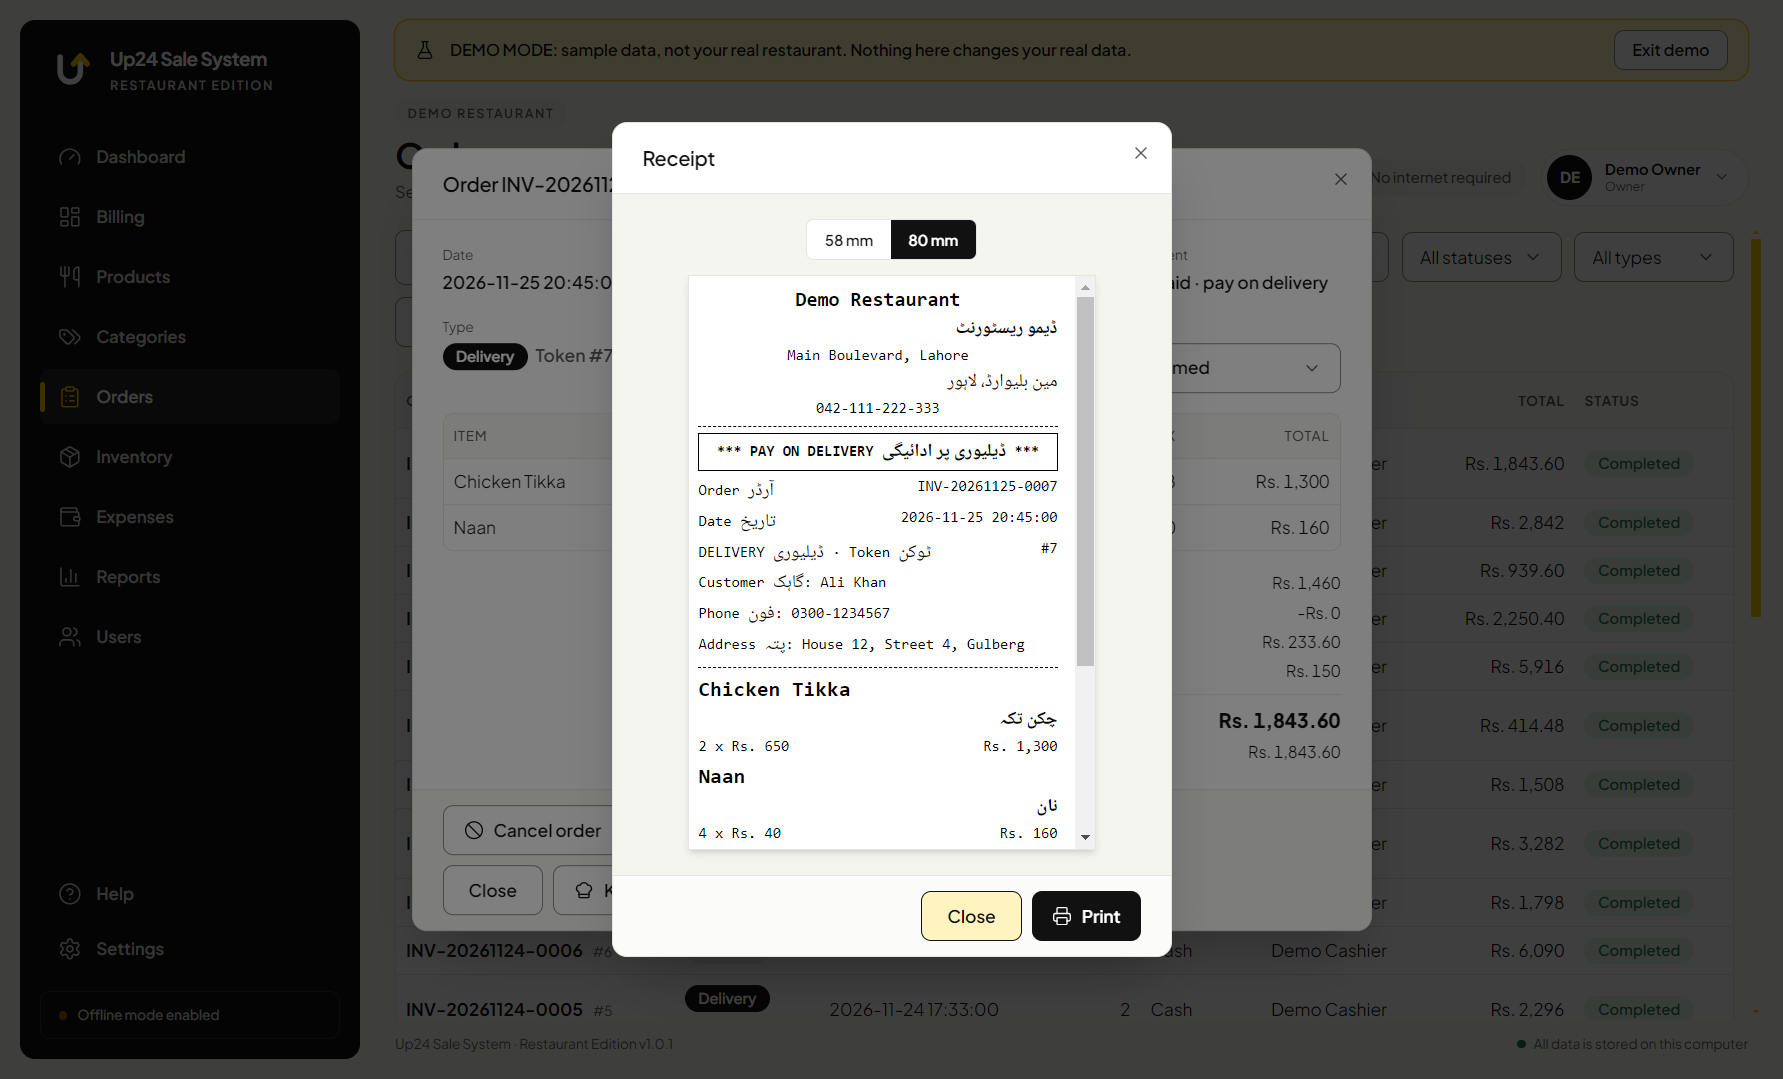 Up24 Sale System
RESTAURANT EDITION
Dashboard
Billing
Products
Categories
Orders
Inventory
Expenses
Reports
Users
Help
Settings
Offline mode enabled
DEMO MODE: sample data, not your real restaurant. Nothing here changes your real data.
Exit demo
DEMO RESTAURANT
No internet required
DE
Demo Owner
Owner
All statuses
All types
TOTAL STATUS
Rs. 1,843.60 Completed
Rs. 2,842 Completed
Rs. 939.60 Completed
Rs. 2,250.40 Completed
Rs. 5,916 Completed
Rs. 414.48 Completed
Rs. 1,508 Completed
Rs. 3,282 Completed
Rs. 1,798 Completed
INV-20261124-0006 #6 Demo Cashier Rs. 6,090 Completed
INV-20261124-0005 #5 Delivery 2026-11-24 17:33:00 2 Cash Demo Cashier Rs. 2,296 Completed
Up24 Sale System · Restaurant Edition v1.0.1
All data is stored on this computer
Order
Date
2026-11-25 20:45:0
· pay on delivery
Type
Delivery Token #7
ITEM TOTAL
Chicken Tikka Rs. 1,300
Naan Rs. 160
Rs. 1,460
-Rs. 0
Rs. 233.60
Rs. 150
Rs. 1,843.60
Rs. 1,843.60
Cancel order
Close
Receipt
58 mm
80 mm
Demo Restaurant
ڈیمو ریسٹورنٹ
Main Boulevard, Lahore
مین بلیوارڈ، لاہور
042-111-222-333
*** PAY ON DELIVERY ڈیلیوری پر ادائیگی ***
Order آرڈر INV-20261125-0007
Date تاریخ 2026-11-25 20:45:00
DELIVERY ڈیلیوری · Token ٹوکن #7
Customer گاہک: Ali Khan
Phone فون: 0300-1234567
Address پتہ: House 12, Street 4, Gulberg
Chicken Tikka
چکن تکہ
2 x Rs. 650 Rs. 1,300
Naan
نان
4 x Rs. 40 Rs. 160
Close
Print